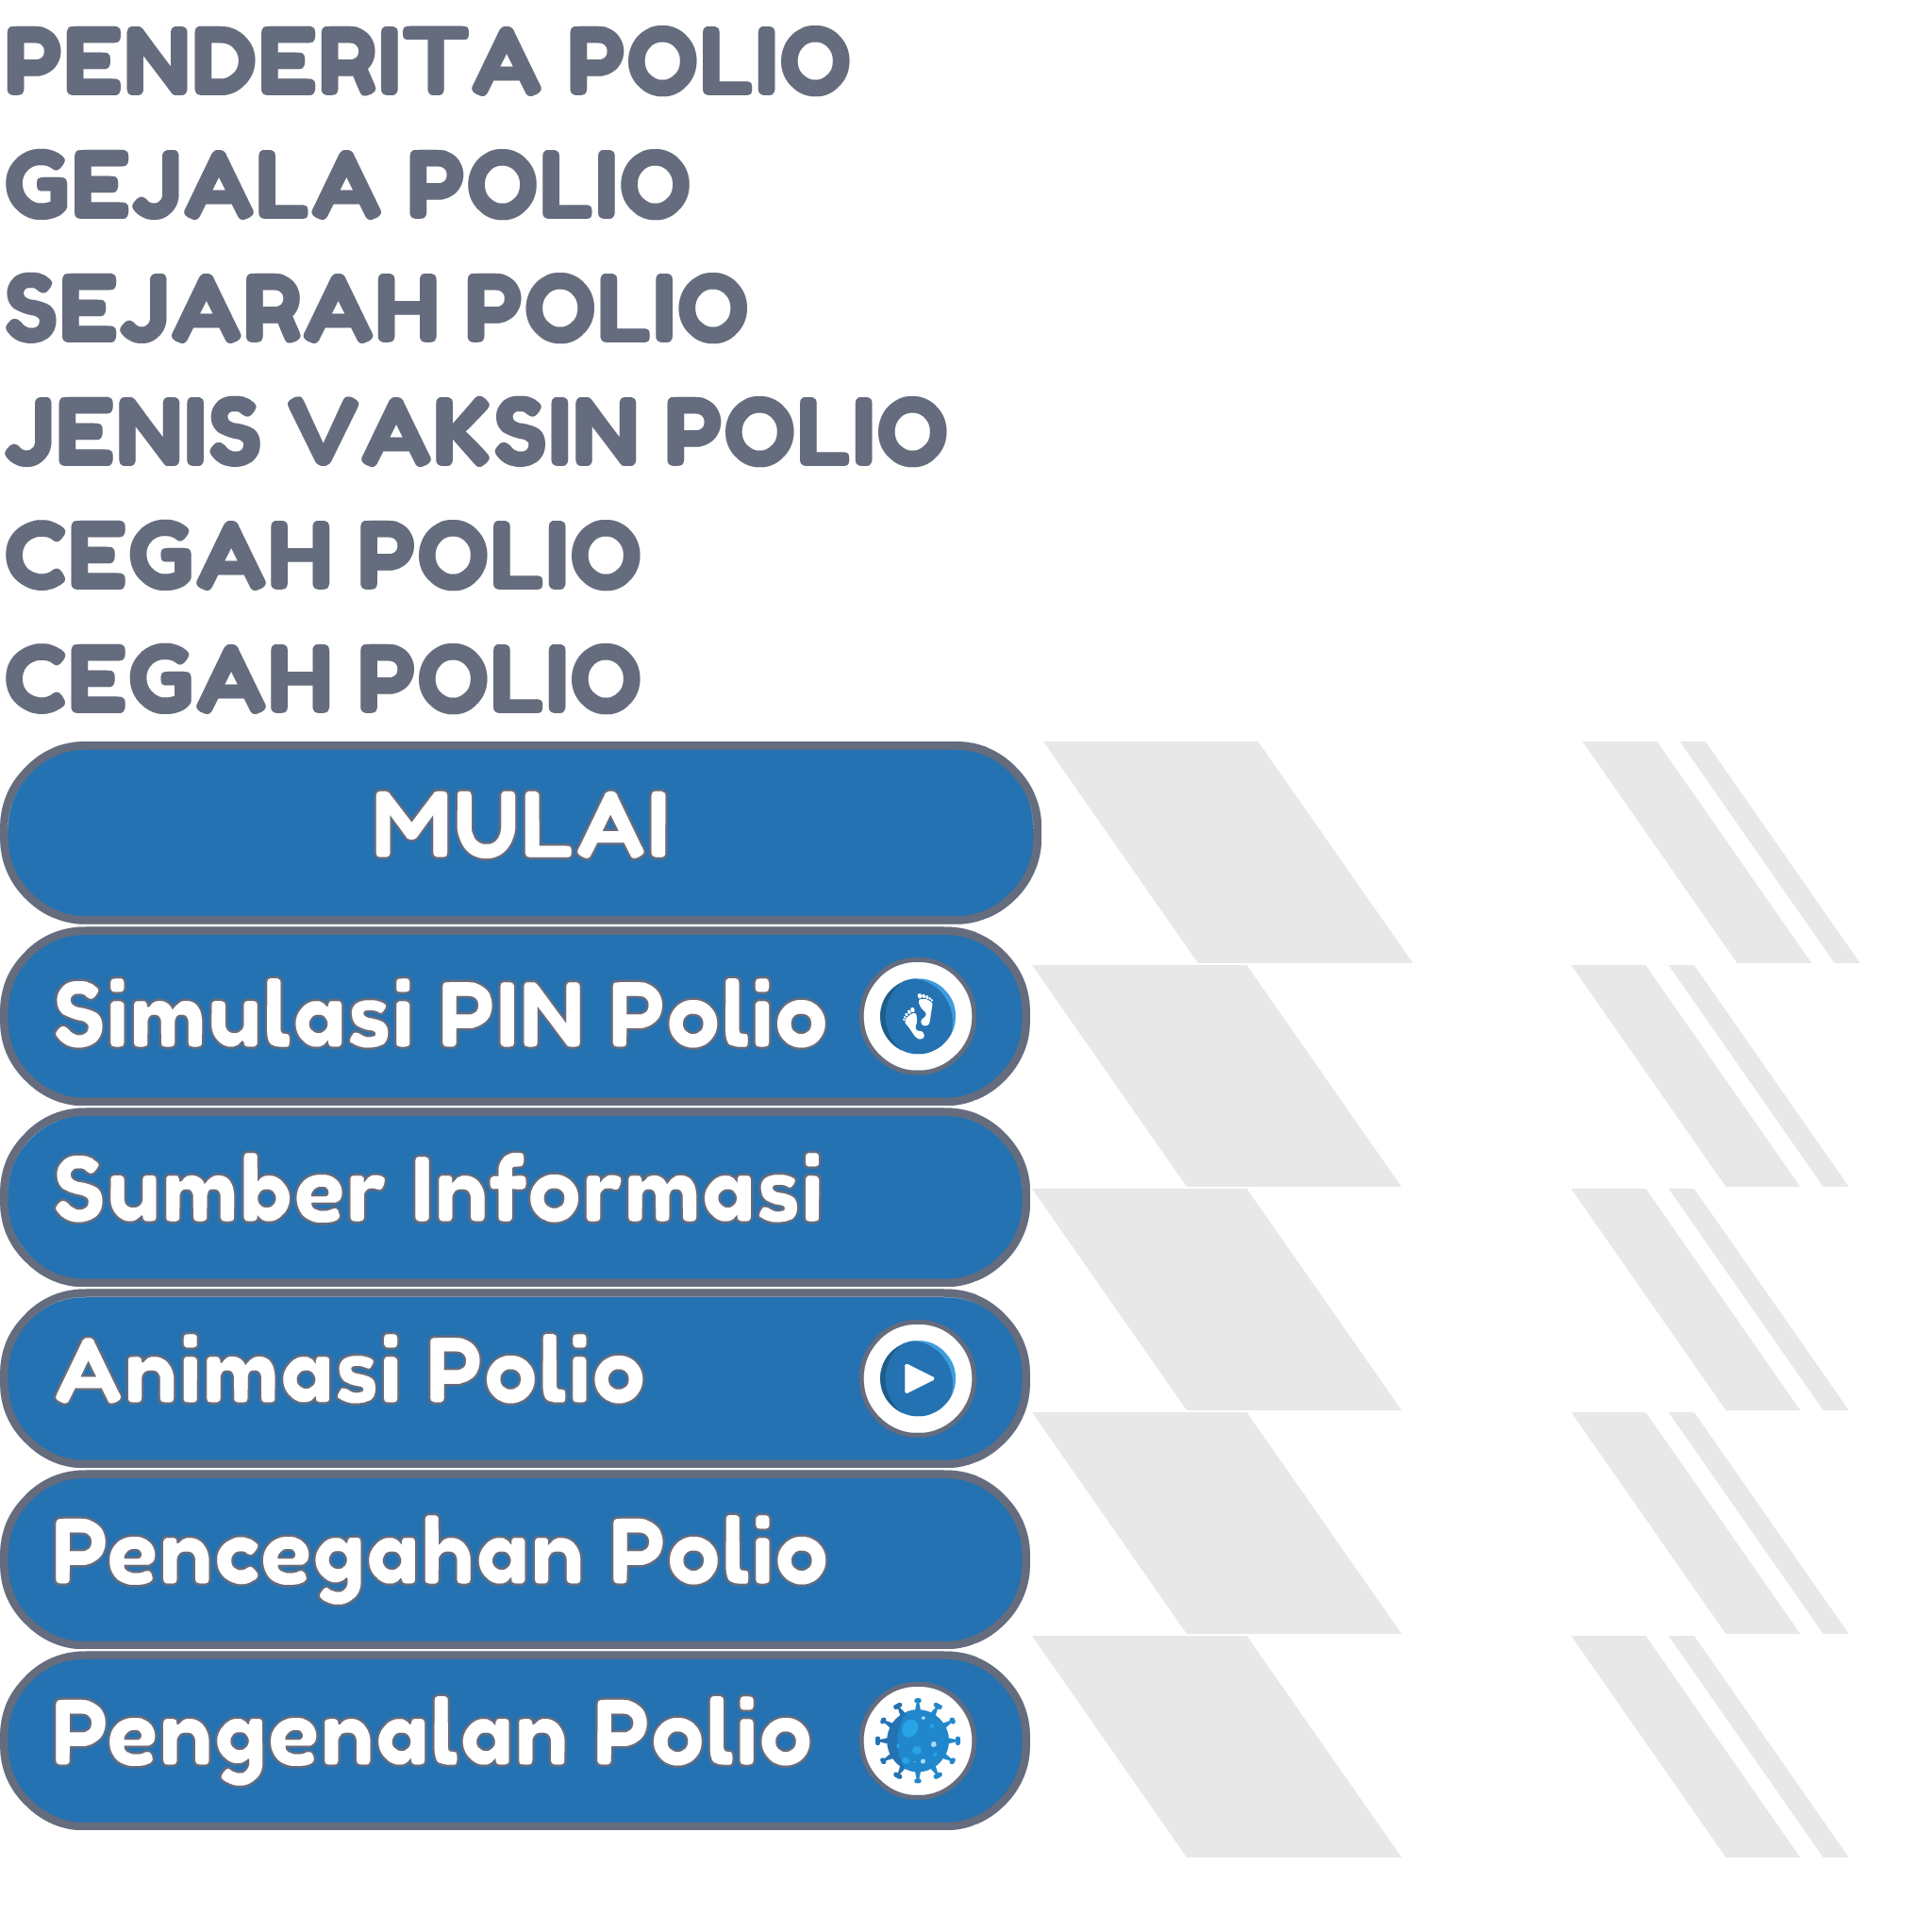 PENDERITA POLIO
GEJALA POLIO
SEJARAH POLIO
JENIS VAKSIN POLIO
CEGAH POLIO
CEGAH POLIO
MULAI
Simulasi PIN Polio
Sumber Informasi
Animasi Polio
Pencegahan Polio
Pengenalan Polio